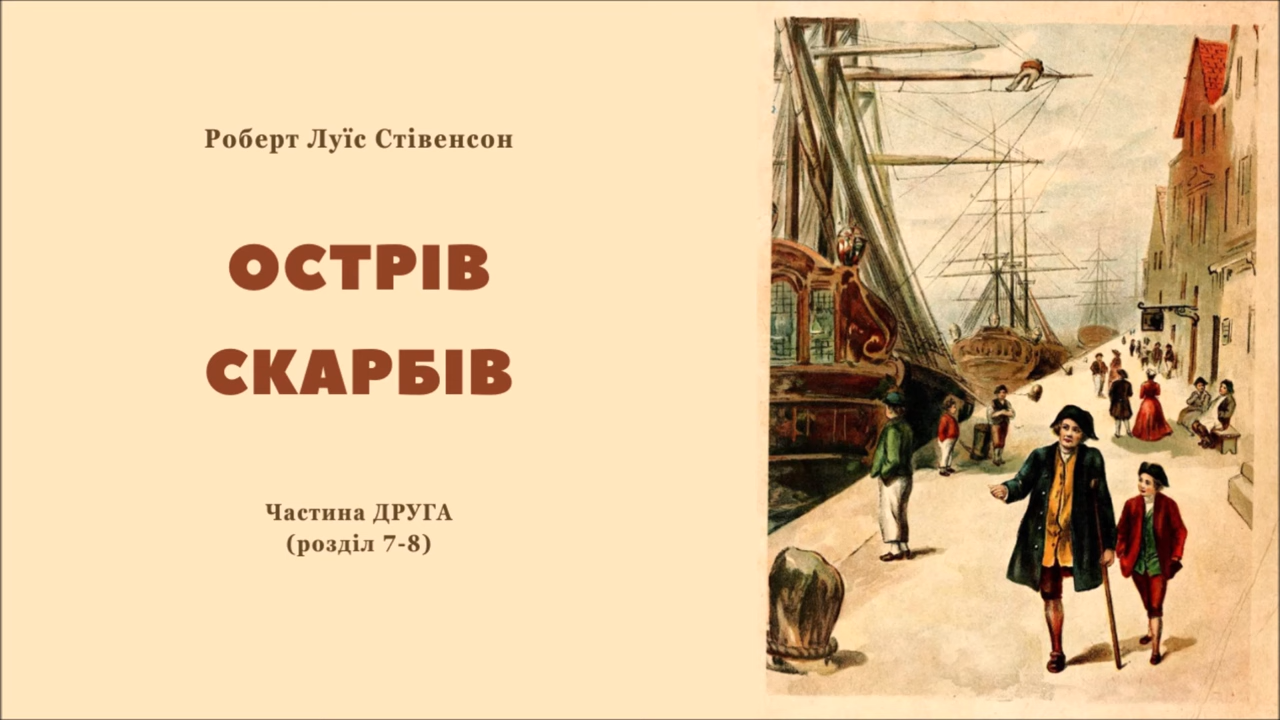 Роберт Луїс Стівенсон
ОСТРІВ
СКАРБІВ
Частина ДРУГА
(розділ 7-8)